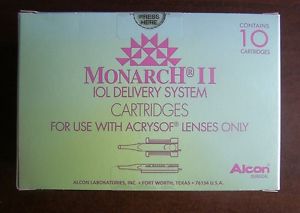 PRESS
HERE
CONTAINS
10
CARTRIDGES
MONARCH® II
IOL DELIVERY SYSTEM
CARTRIDGES
FOR USE WITH ACRYSOF® LENSES ONLY
Alcon
SURGICAL
ALCON LABORATORIES, INC. • FORT WORTH, TEXAS • 76134 U.S.A.